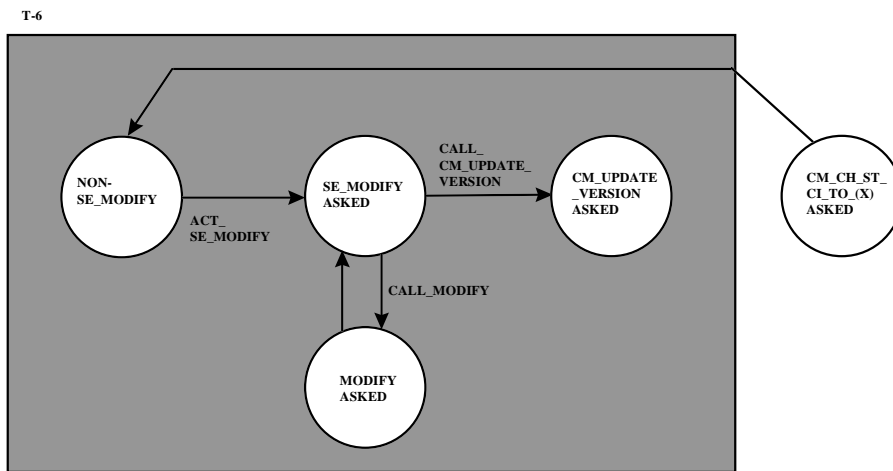 T-6
NON-
SE_MODIFY
ACT_
SE_MODIFY
SE_MODIFY
ASKED
CALL_
CM_UPDATE_
VERSION
CM_UPDATE
_VERSION
ASKED
CM_CH_ST_
CI_TO_(X)
ASKED
CALL_MODIFY
MODIFY
ASKED